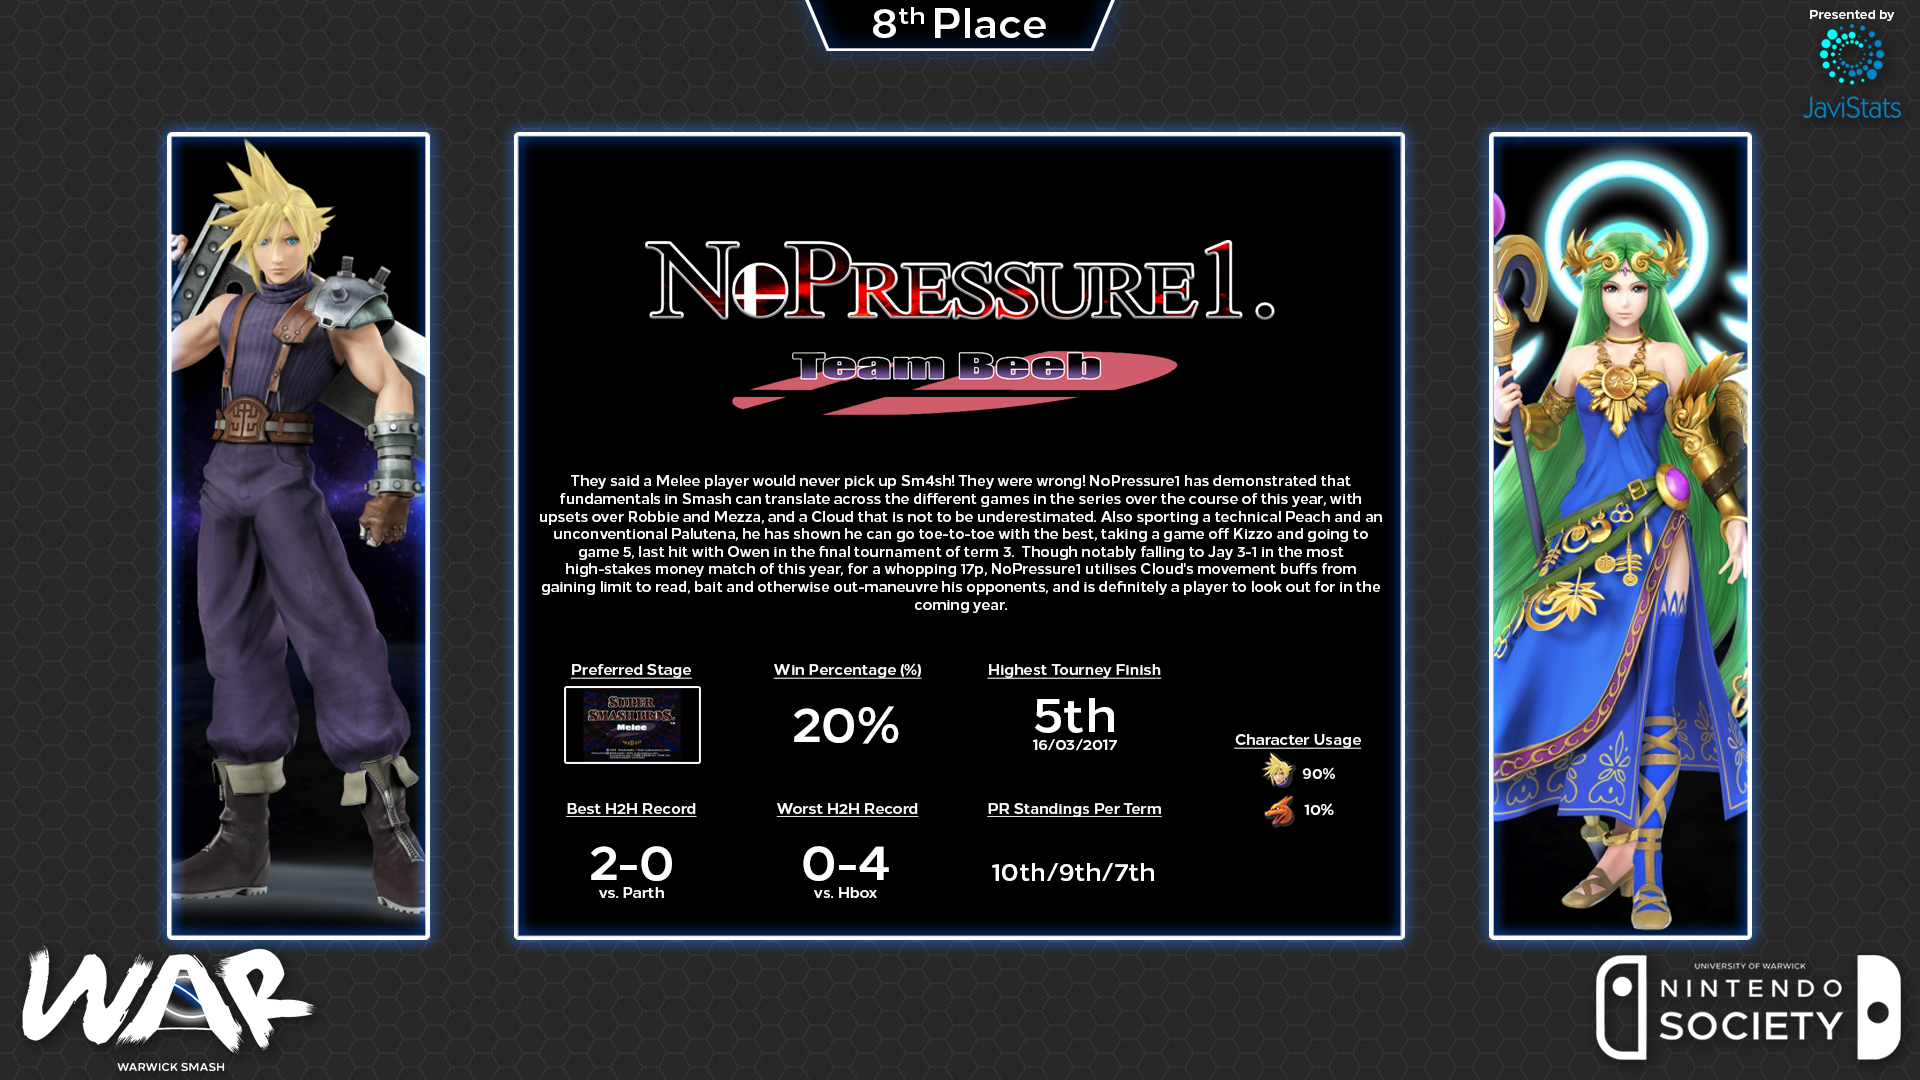 8th Place
Presented by
JaviStats
NoPressure1.
Team Beeb
They said a Melee player would never pick up Sm4sh! They were wrong! NoPressure1 has demonstrated that
fundamentals in Smash can translate across the different games in the series over the course of this year, with
upsets over Robbie and Mezza, and a Cloud that is not to be underestimated. Also sporting a technical Peach and an
unconventional Palutena, he has shown he can go toe-to-toe with the best, taking a game off Kizzo and going to
game 5, last hit with Owen in the final tournament of term 3. Though notably falling to Jay 3-1 in the most
high-stakes money match of this year, for a whopping 17p, NoPressure1 utilises Cloud's movement buffs from
gaining limit to read, bait and otherwise out-maneuvre his opponents, and is definitely a player to look out for in the
coming year.
Preferred Stage
Super
Smash Bros.
Melee
Win Percentage (%)
20%
Highest Tourney Finish
5th
16/03/2017
Character Usage
90%
10%
Best H2H Record
2-0
vs. Parth
Worst H2H Record
0-4
vs. Hbox
PR Standings Per Term
10th/9th/7th
WAR
WARWICK SMASH
UNIVERSITY OF WARWICK
NINTENDO
SOCIETY